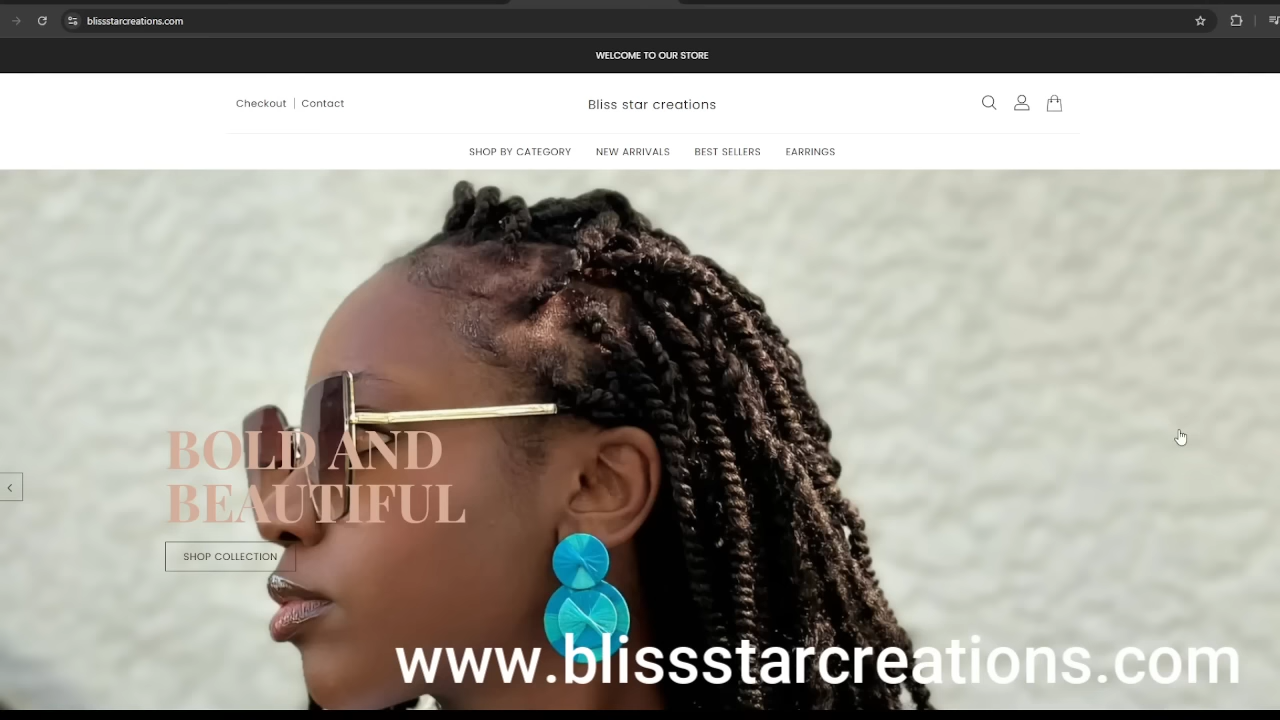 blissstarcreations.com
WELCOME TO OUR STORE
Checkout | Contact
Bliss star creations
SHOP BY CATEGORY NEW ARRIVALS BEST SELLERS EARRINGS
BOLD AND
BEAUTIFUL
SHOP COLLECTION
www.blissstarcreations.com